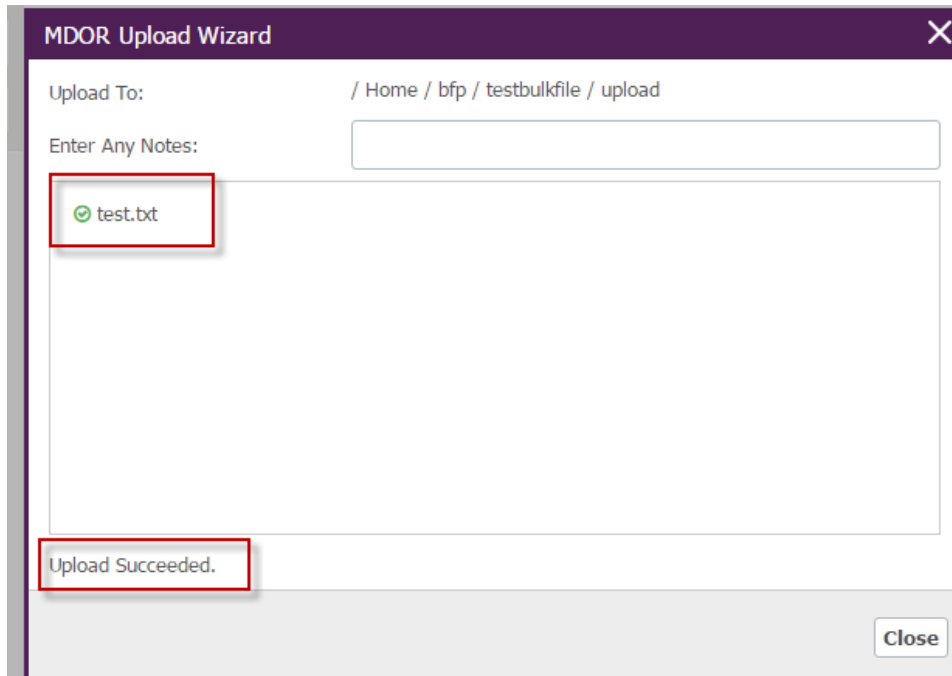 MDOR Upload Wizard
Upload To: / Home / bfp / testbulkfile / upload
Enter Any Notes:
test.txt
Upload Succeeded.
Close